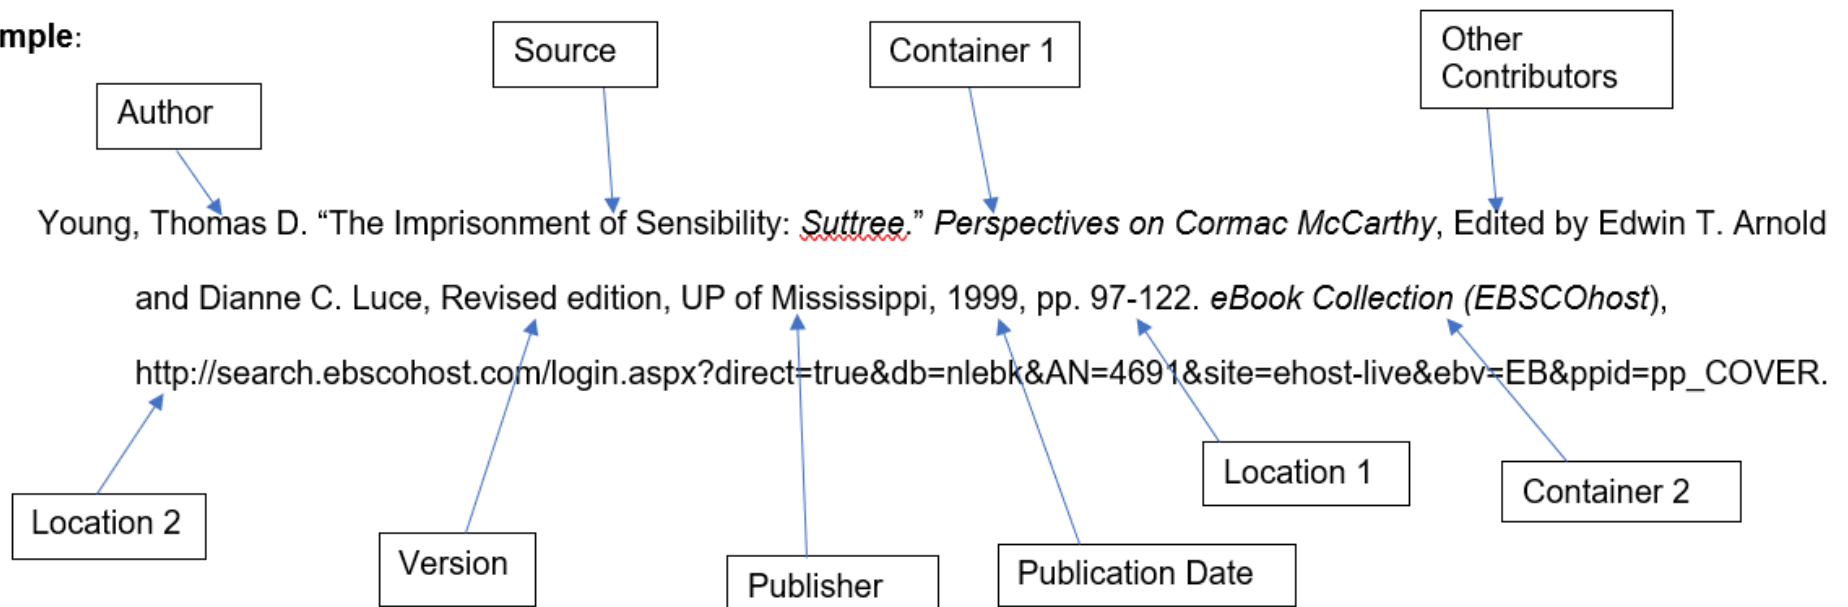 mple:
Source
Container 1
Other
Contributors
Author
Young, Thomas D. “The Imprisonment of Sensibility: Suttree.” Perspectives on Cormac McCarthy, Edited by Edwin T. Arnold
and Dianne C. Luce, Revised edition, UP of Mississippi, 1999, pp. 97-122. eBook Collection (EBSCOhost),
http://search.ebscohost.com/login.aspx?direct=true&db=nlebk&AN=4691&site=ehost-live&ebv=EB&ppid=pp_COVER.
Location 1
Container 2
Location 2
Version
Publisher
Publication Date